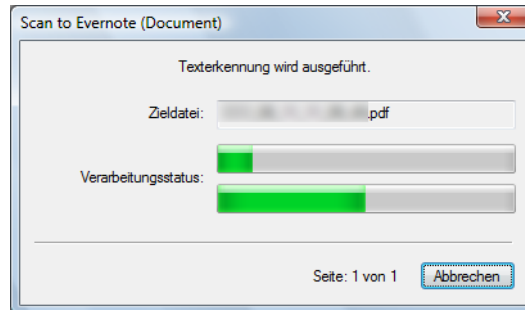 Scan to Evernote (Document)
Texterkennung wird ausgeführt.
Zieldatei: .pdf
Verarbeitungsstatus:
Seite: 1 von 1 Abbrechen